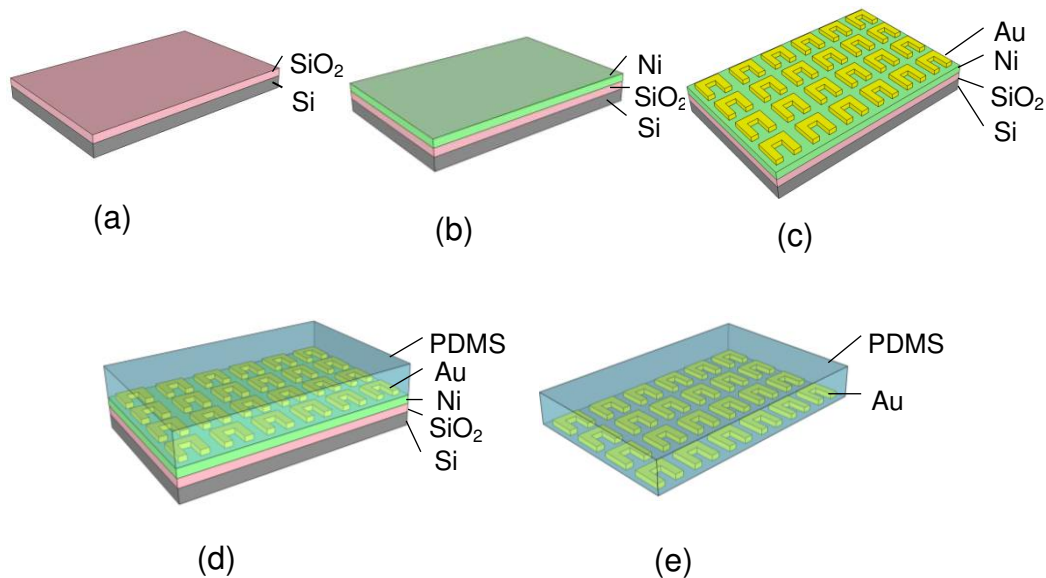 SiO₂
Si
(a)
Ni
SiO₂
Si
(b)
Au
Ni
SiO₂
Si
(c)
PDMS
Au
Ni
SiO₂
Si
(d)
PDMS
Au
(e)